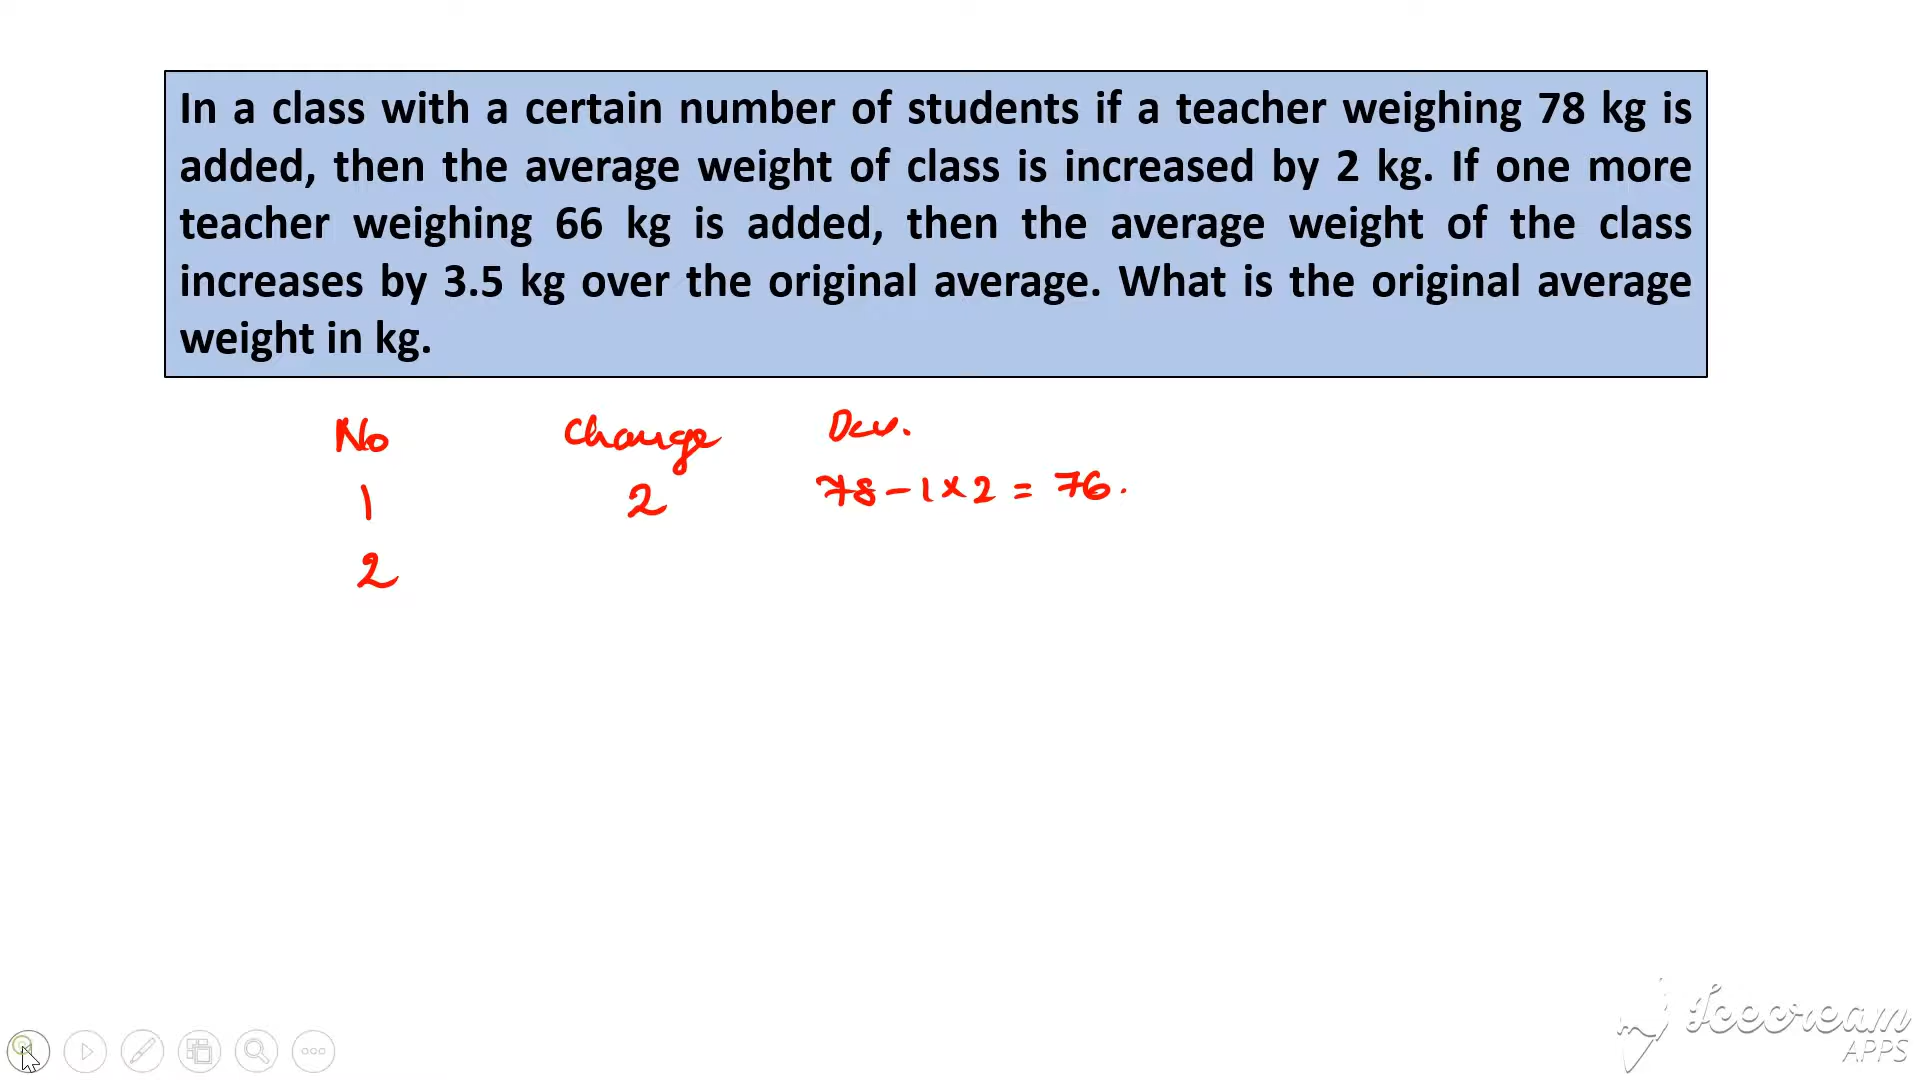 In a class with a certain number of students if a teacher weighing 78 kg is
added, then the average weight of class is increased by 2 kg. If one more
teacher weighing 66 kg is added, then the average weight of the class
increases by 3.5 kg over the original average. What is the original average
weight in kg.
No Change Dev.
1 2 78 - 1 × 2 = 76.
2
Icecream
APPS